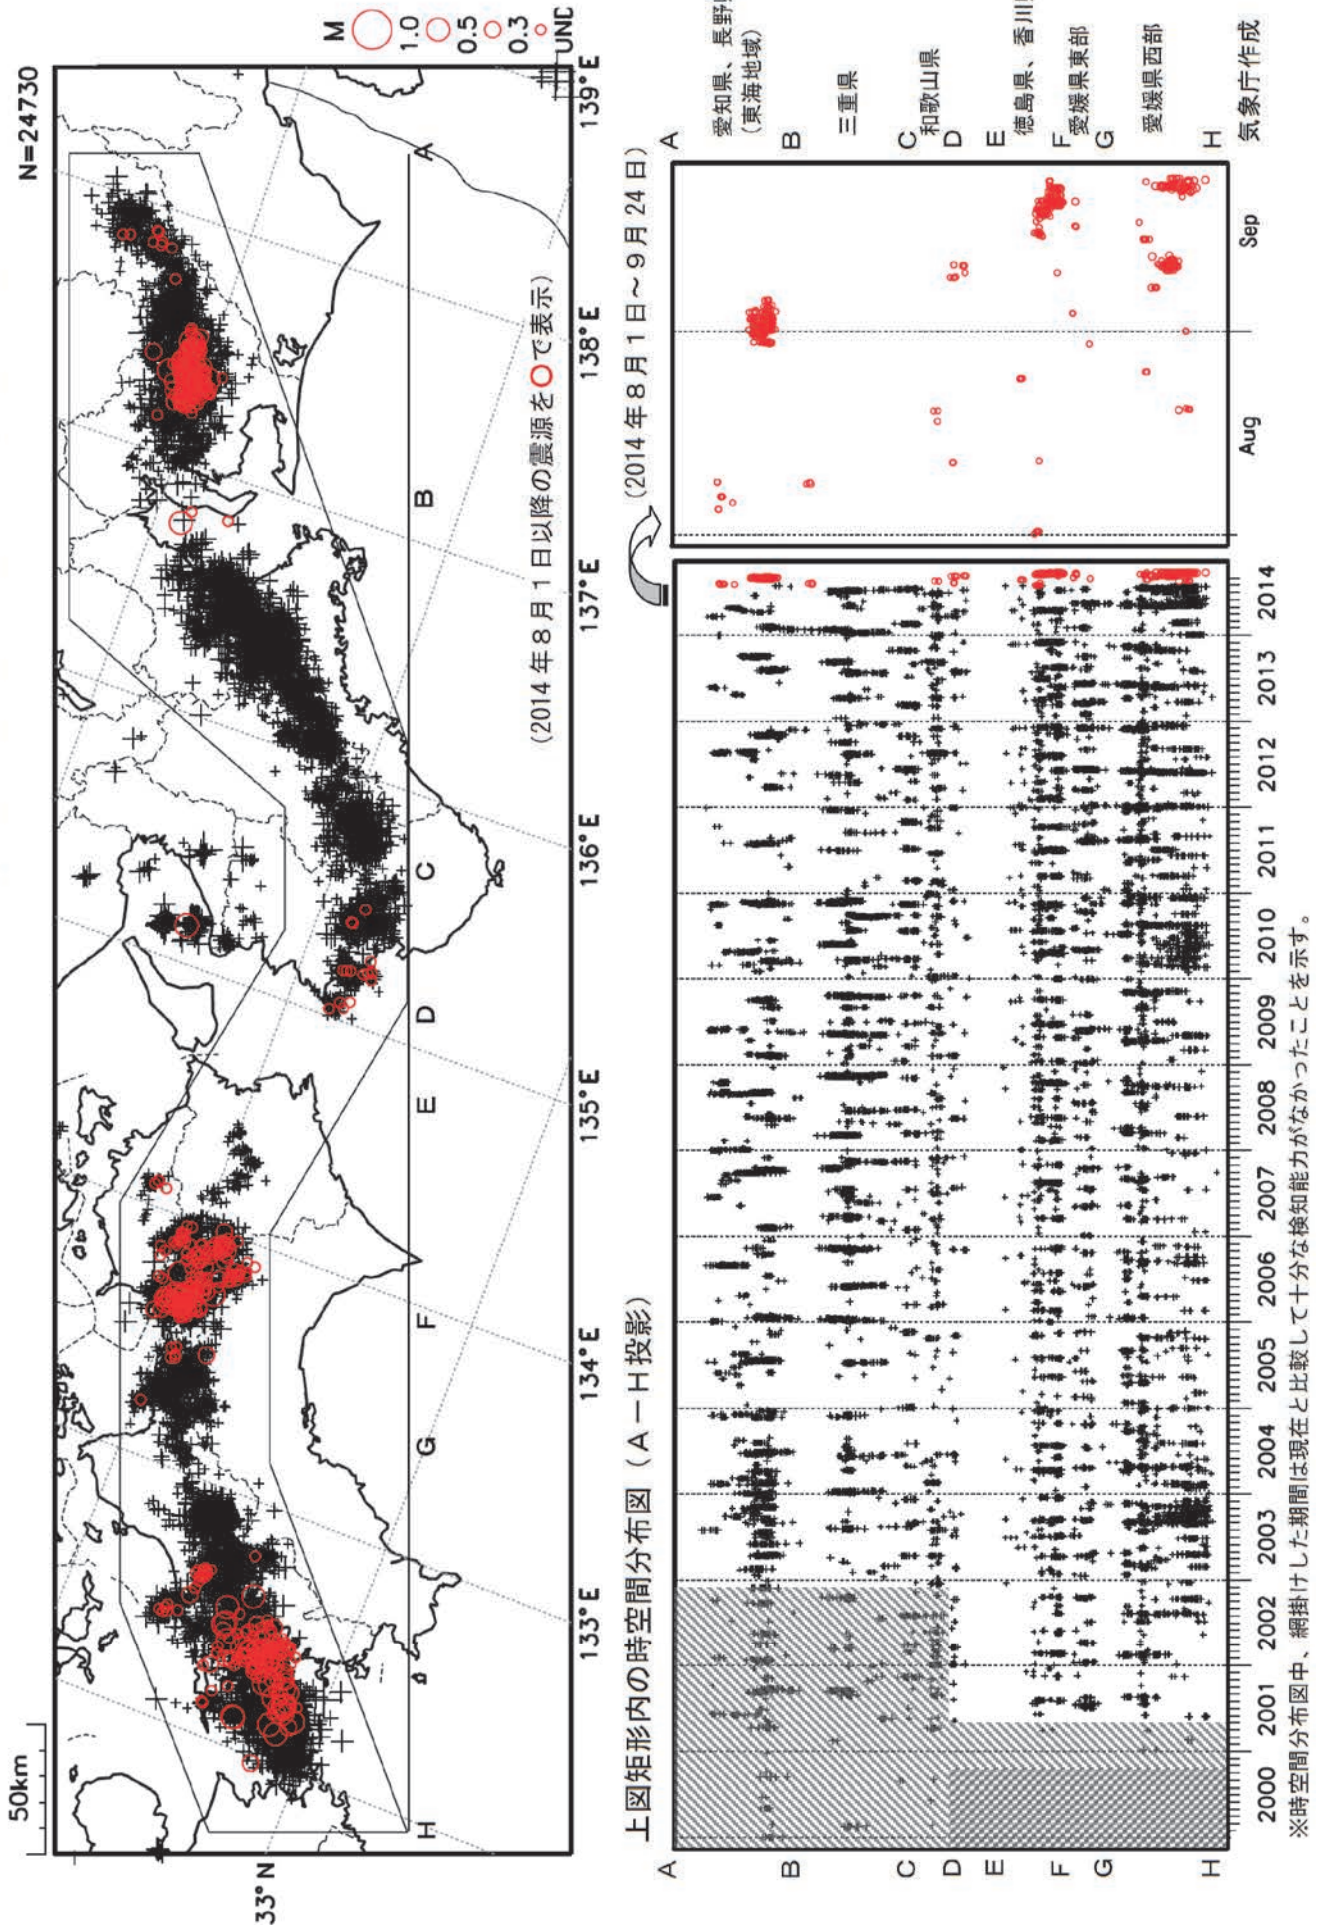 N=24730
50km
33°N
133°E
134°E
135°E
136°E
137°E
138°E
139°E
M
1.0
0.5
0.3
UND
H
G
F
E
D
C
B
A
(2014年8月1日以降の震源を○で表示)
上図矩形内の時空間分布図(A-H投影)
(2014年8月1日~9月24日)
A
B
C
D
E
F
G
H
2000
2001
2002
2003
2004
2005
2006
2007
2008
2009
2010
2011
2012
2013
2014
Aug
Sep
A
愛知県、長野
(東海地域)
B
三重県
C
和歌山県
D
E
徳島県、香川
F
愛媛県東部
G
愛媛県西部
H
気象庁作成
※時空間分布図中、網掛けした期間は現在と比較して十分な検知能力がなかったことを示す。